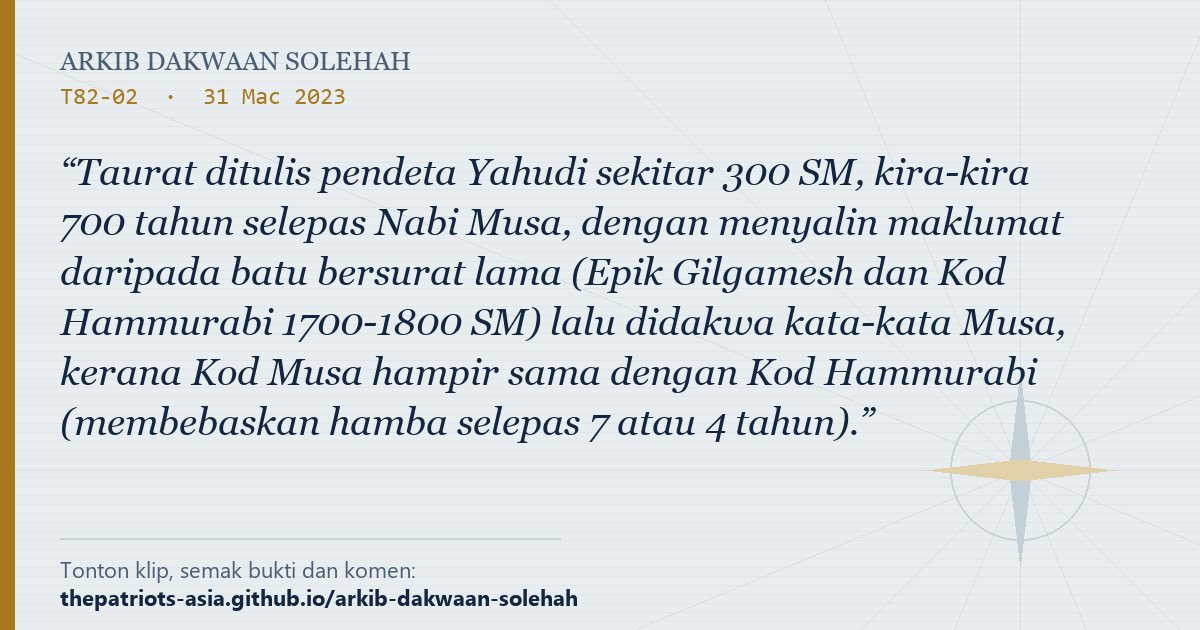 ARKIB DAKWAAN SOLEHAH
T82-02 · 31 Mac 2023
“Taurat ditulis pendeta Yahudi sekitar 300 SM, kira-kira
700 tahun selepas Nabi Musa, dengan menyalin maklumat
daripada batu bersurat lama (Epik Gilgamesh dan Kod
Hammurabi 1700-1800 SM) lalu didakwa kata-kata Musa,
kerana Kod Musa hampir sama dengan Kod Hammurabi
(membebaskan hamba selepas 7 atau 4 tahun).”
Tonton klip, semak bukti dan komen:
thepatriots-asia.github.io/arkib-dakwaan-solehah